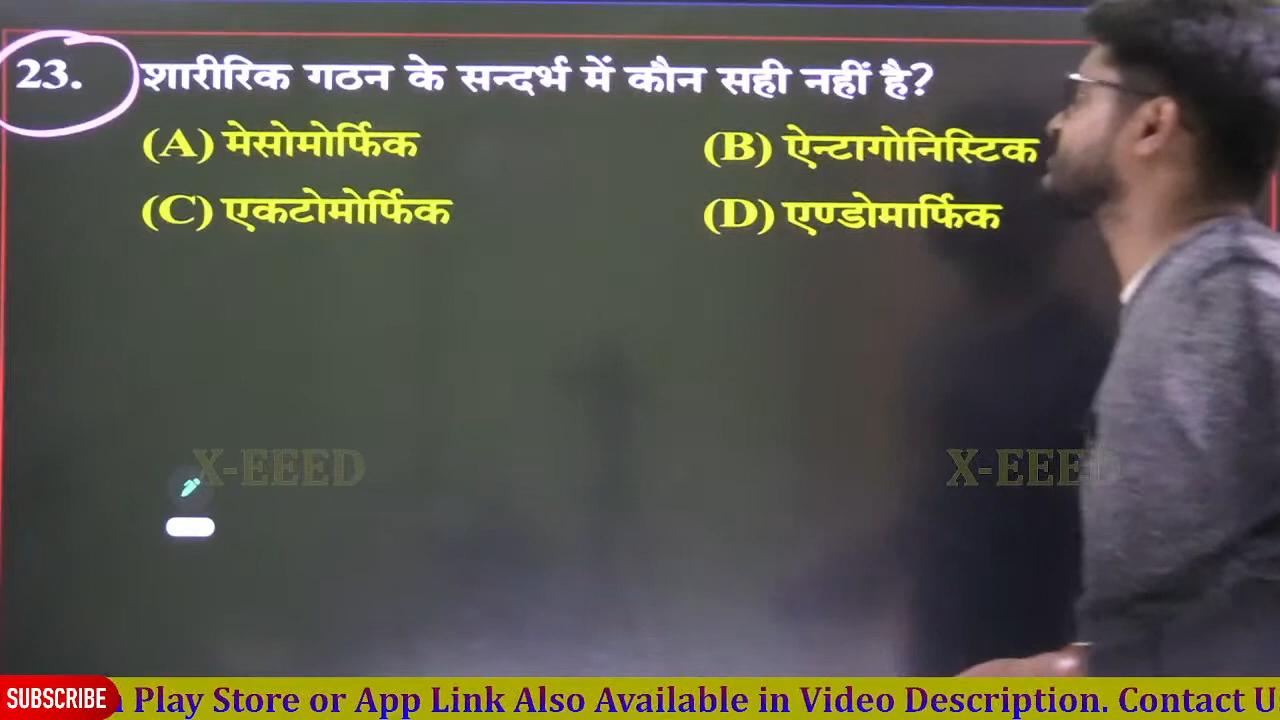 23. शारीरिक गठन के सन्दर्भ में कौन सही नहीं है?
(A) मेसोमोर्फिक (B) ऐन्टागोनिस्टिक
(C) एकटोमोर्फिक (D) एण्डोमार्फिक
X-EEED X-EEED
SUBSCRIBE Play Store or App Link Also Available in Video Description. Contact U